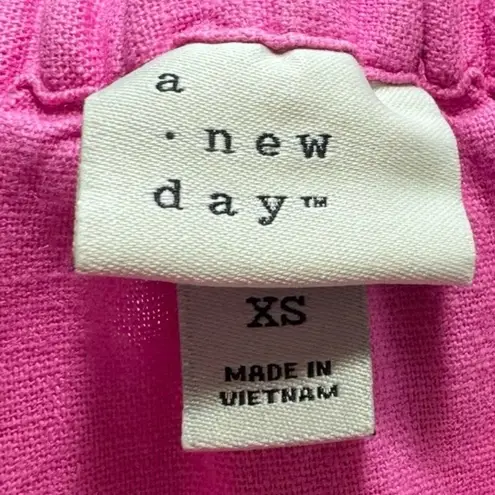 a
· new
day™
XS
MADE IN
VIETNAM